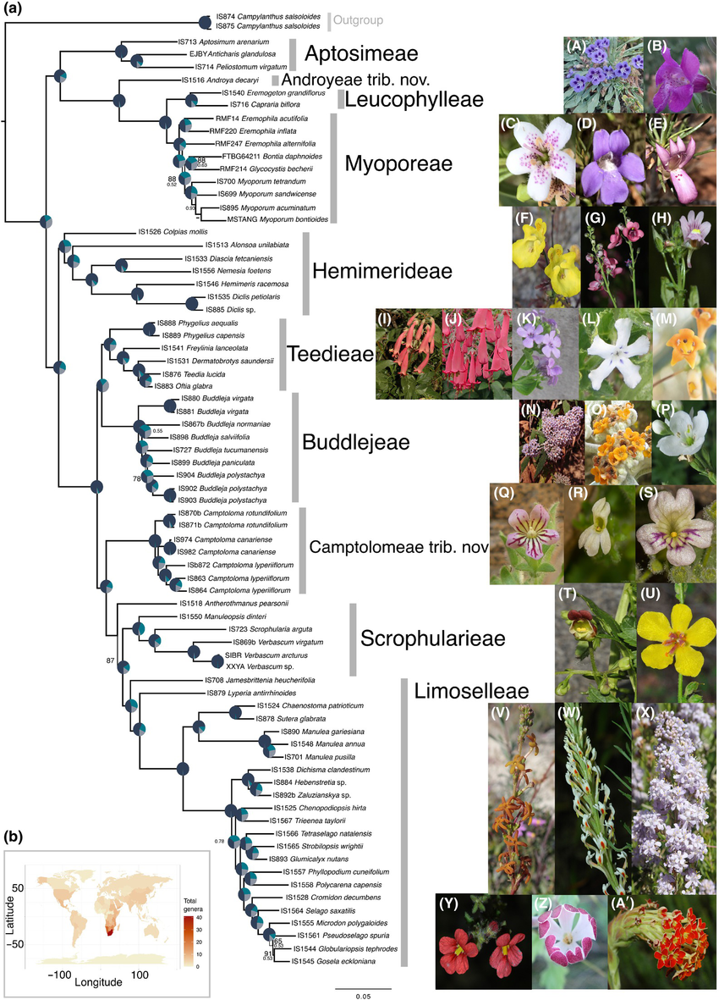 (a)
IS874 Campylanthus salsoloides
IS875 Campylanthus salsoloides
Outgroup
IS713 Aptosimum arenarium
EJBY Anticharis glandulosa
IS714 Peliostomum virgatum
Aptosimeae
IS1516 Androya decaryi
Androyeae trib. nov.
IS1540 Eremogeton grandiflorus
IS716 Capraria biflora
Leucophylleae
RMF14 Eremophila acutifolia
RMF220 Eremophila inflata
RMF247 Eremophila alternifolia
FTBG64211 Bontia daphnoides
88
0.63
RMF214 Glycocystis becherii
Myoporeae
88
0.52
IS700 Myoporum tetrandum
IS699 Myoporum sandwicense
0.93
IS895 Myoporum acuminatum
MSTANG Myoporum bontioides
IS1526 Colpias mollis
IS1513 Alonsoa unilabiata
IS1533 Diascia fetcaniensis
IS1556 Nemesia foetens
Hemimerideae
IS1546 Hemimeris racemosa
IS1535 Diclis petiolaris
IS885 Diclis sp.
IS888 Phygelius aequalis
IS889 Phygelius capensis
IS1541 Freylinia lanceolata
Teedieae
IS1531 Dermatobrotys saundersii
IS876 Teedia lucida
IS883 Oftia glabra
IS880 Buddleja virgata
IS881 Buddleja virgata
IS867b Buddleja normaniae
0.55
IS898 Buddleja salviifolia
Buddlejeae
IS727 Buddleja tucumanensis
IS899 Buddleja paniculata
78
IS904 Buddleja polystachya
IS902 Buddleja polystachya
IS903 Buddleja polystachya
IS870b Camptoloma rotundifolium
IS871b Camptoloma rotundifolium
IS974 Camptoloma canariense
Camptolomeae trib. nov
IS982 Camptoloma canariense
ISb872 Camptoloma lyperiiflorum
IS863 Camptoloma lyperiiflorum
IS864 Camptoloma lyperiiflorum
IS1518 Antherothmanus pearsonii
IS1550 Manuleopsis dinteri
IS723 Scrophularia arguta
Scrophularieae
IS869b Verbascum virgatum
87
SIBR Verbascum arcturus
XXYA Verbascum sp.
IS708 Jamesbrittenia heucherifolia
Limoselleae
IS879 Lyperia antirrhinoides
IS1524 Chaenostoma patrioticum
IS878 Sutera glabrata
IS890 Manulea gariesiana
IS1548 Manulea annua
IS701 Manulea pusilla
IS1538 Dichisma clandestinum
IS884 Hebenstretia sp.
IS892b Zaluzianskya sp.
IS1525 Chenopodiopsis hirta
IS1567 Trieenea taylorii
IS1566 Tetraselago natalensis
0.78
IS1565 Strobilopsis wrightii
IS893 Glumicalyx nutans
IS1557 Phyllopodium cuneifolium
IS1558 Polycarena capensis
IS1528 Cromidon decumbens
IS1564 Selago saxatilis
IS1555 Microdon polygaloides
IS1561 Pseudoselago spuria
65
0.53
IS1544 Globulariopsis tephrodes
91
0.53
IS1545 Gosela eckloniana
0.05
(b)
Latitude
50
−50
−100
100
Longitude
Total
genera
40
30
20
10
0
(A)
(B)
(C)
(D)
(E)
(F)
(G)
(H)
(I)
(J)
(K)
(L)
(M)
(N)
(O)
(P)
(Q)
(R)
(S)
(T)
(U)
(V)
(W)
(X)
(Y)
(Z)
(A')